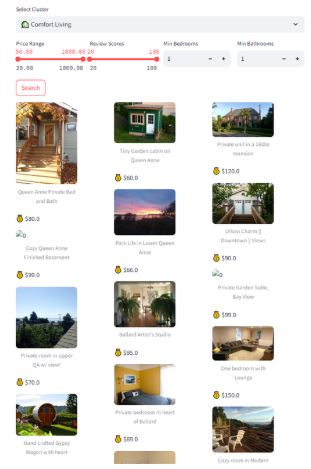 Select Cluster
Comfort Living
Price Range
Review Scores
Min Bedrooms
Min Bathrooms
50.00 1000.00
20 100
1 − +
1 − +
20.00 1000.00
20 100
Search
Queen Anne Private Bed
and Bath
$80.0
0
Cozy Queen Anne
Finished Basement
$99.0
Private room in upper
QA w/ view!
$70.0
Hand crafted Gypsy
Wagon with heart
Tiny Garden cabin on
Queen Anne
$60.0
Park Life in Lower Queen
Anne
$66.0
Ballard Artist's Studio
$95.0
Private bedroom in heart
of Ballard
$69.0
Private unit in a 1920s
mansion
$120.0
Urban Charm ||
Downtown || Views
$90.0
0
Private Garden Suite,
Bay View
$99.0
One bedroom with
Lounge
$150.0
Cozy room in Modern